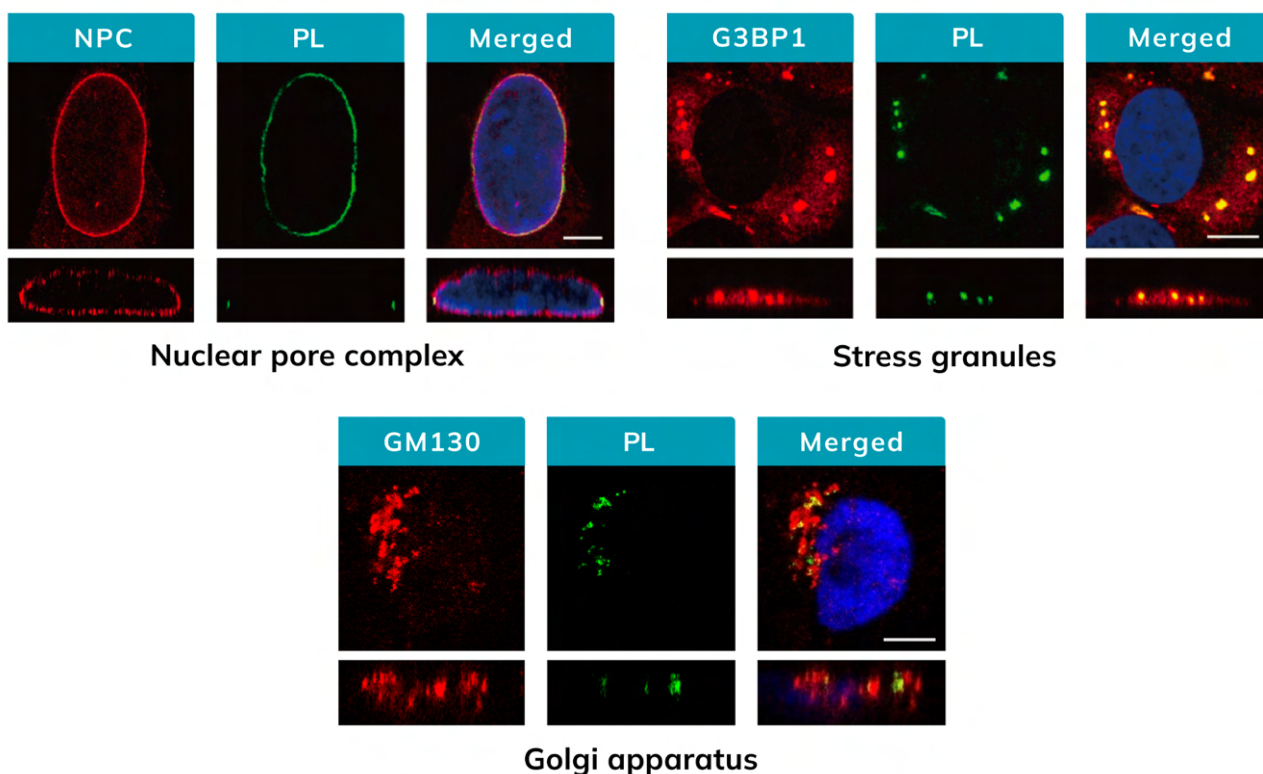 NPC
PL
Merged
G3BP1
PL
Merged
Nuclear pore complex
Stress granules
GM130
PL
Merged
Golgi apparatus